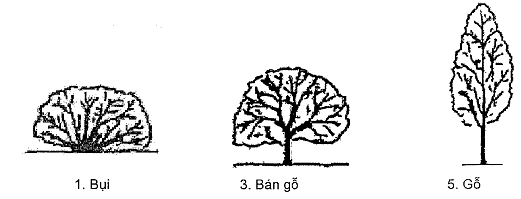 1. Bụi
3. Bán gỗ
5. Gỗ